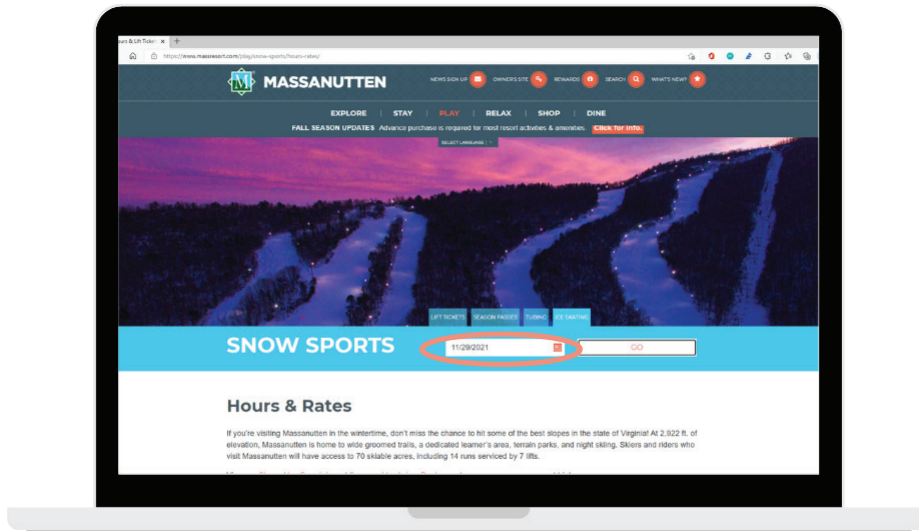 https://www.massresort.com/play/snow-sports/hours-rates/
MASSANUTTEN
NEWS SIGN UP
OWNERS SITE
REWARDS
SEARCH
WHAT'S NEW?
EXPLORE | STAY | PLAY | RELAX | SHOP | DINE
FALL SEASON UPDATES Advance purchase is required for most resort activities & amenities. Click for Info.
SELECT LANGUAGE
LIFT TICKETS
SEASON PASSES
TUBING
ICE SKATING
SNOW SPORTS
11/29/2021
GO
Hours & Rates
If you're visiting Massanutten in the wintertime, don't miss the chance to hit some of the best slopes in the state of Virginia! At 2,922 ft. of
elevation, Massanutten is home to wide groomed trails, a dedicated learner's area, terrain parks, and night skiing. Skiers and riders who
visit Massanutten will have access to 70 skiable acres, including 14 runs serviced by 7 lifts.